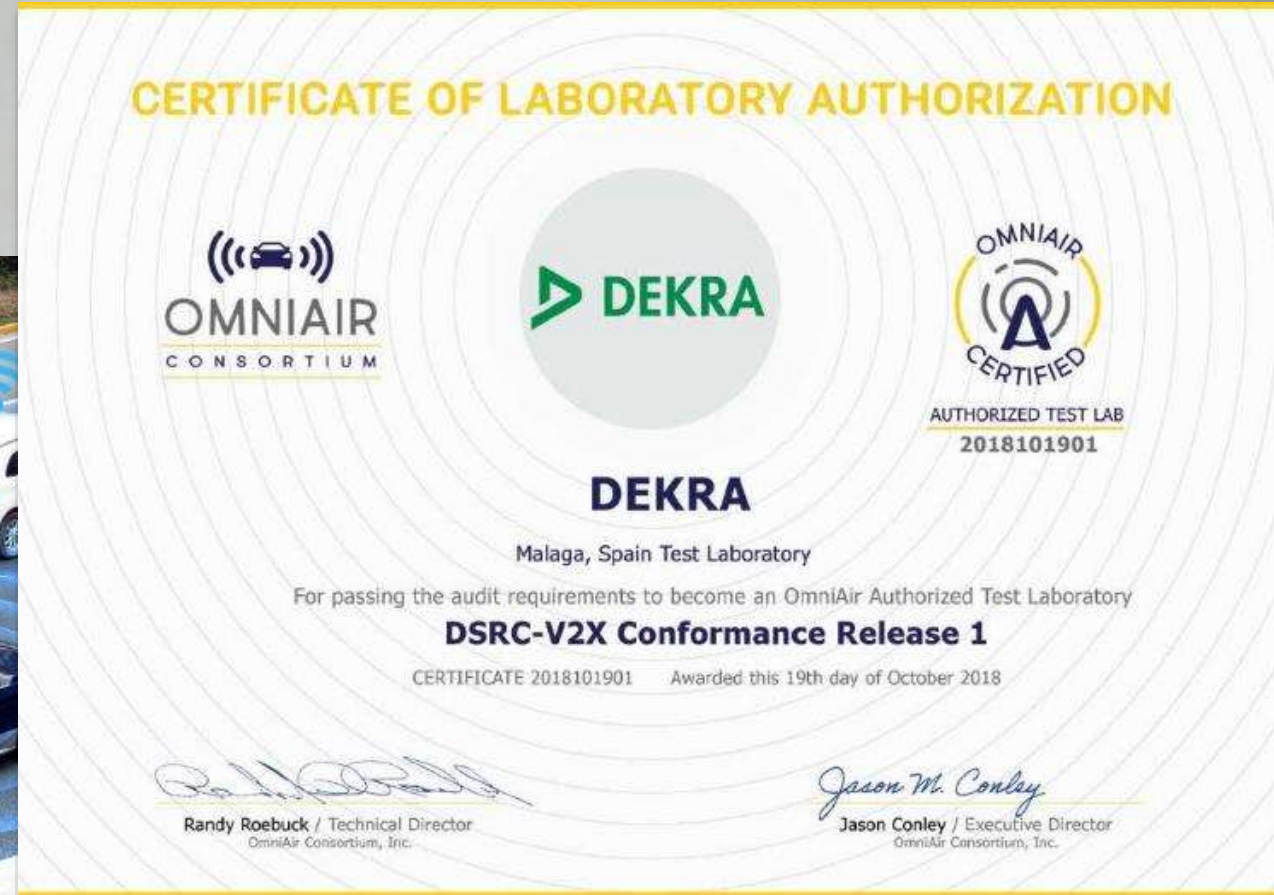 CERTIFICATE OF LABORATORY AUTHORIZATION
OMNIAIR
CONSORTIUM
DEKRA
OMNIAIR
CERTIFIED
AUTHORIZED TEST LAB
2018101901
DEKRA
Malaga, Spain Test Laboratory
For passing the audit requirements to become an OmniAir Authorized Test Laboratory
DSRC-V2X Conformance Release 1
CERTIFICATE 2018101901 Awarded this 19th day of October 2018
Jason M. Conley
Randy Roebuck / Technical Director
OmniAir Consortium, Inc.
Jason Conley / Executive Director
OmniAir Consortium, Inc.